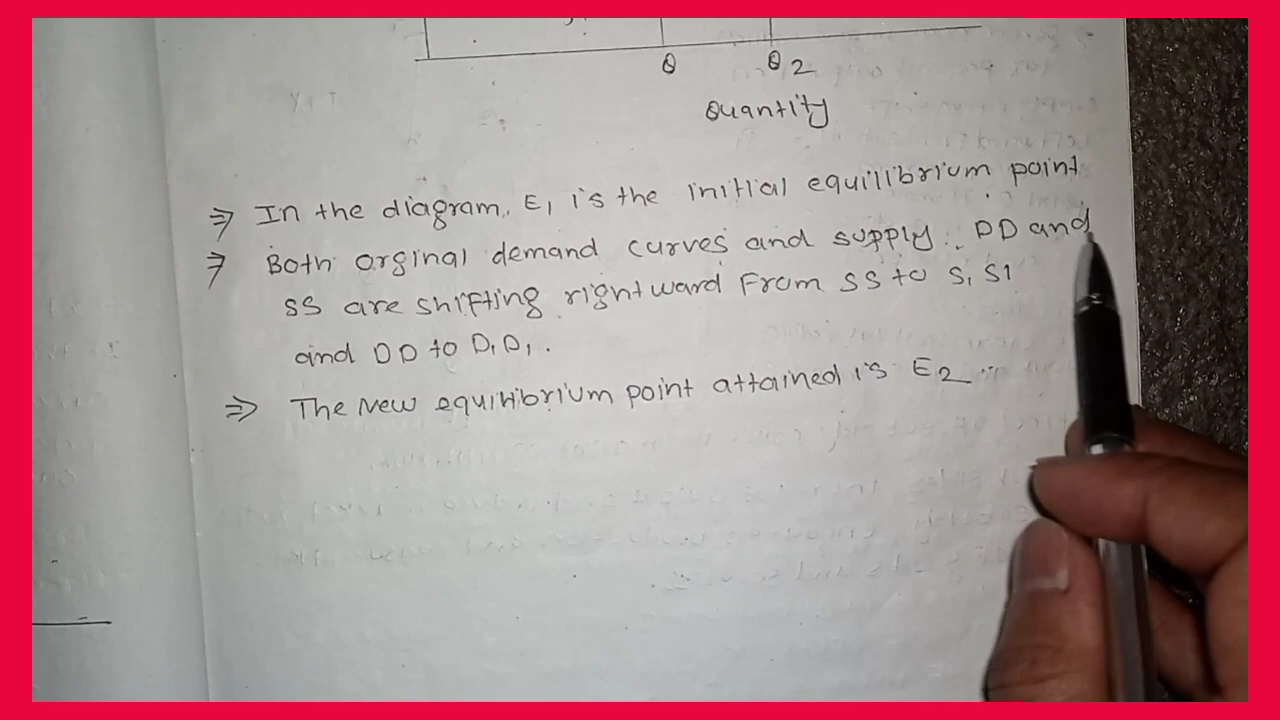 Q Q2
Quantity
⇒ In the diagram, E1 is the initial equilibrium point
⇒ Both orginal demand curves and supply DD and
SS are shifting rightward From SS to S1 S1
and DD to D1D1.
⇒ The New equilibrium point attained is E2